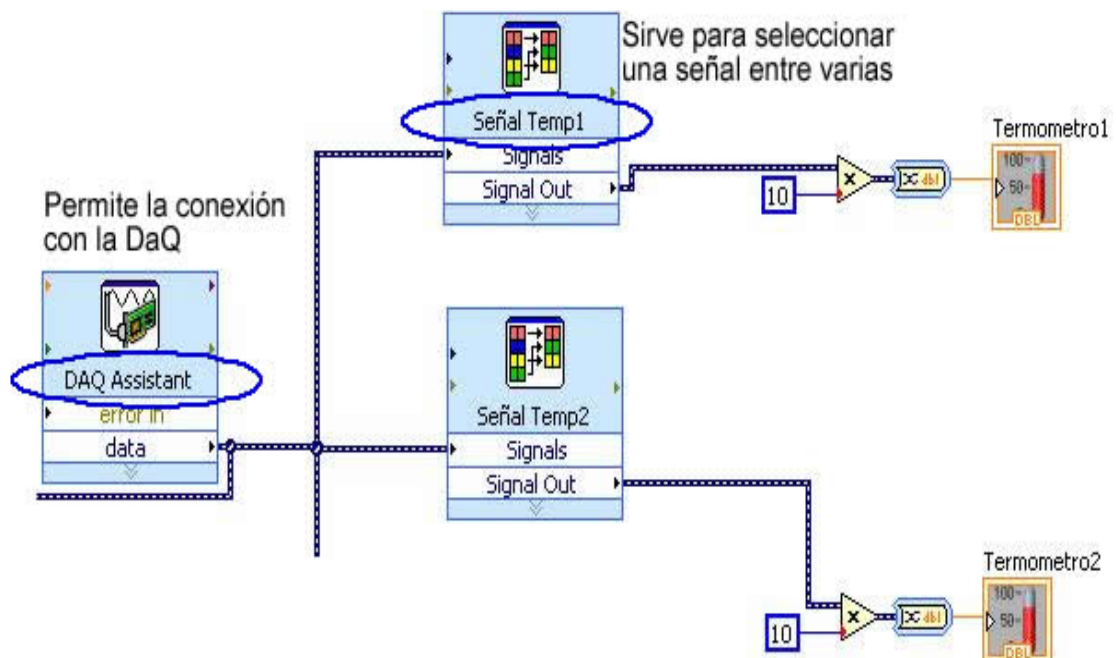 Sirve para seleccionar
una señal entre varias
Señal Temp1
Signals
Signal Out
Termometro1
100
50
DBL
10
x
dbl
Permite la conexión
con la DaQ
DAQ Assistant
error in
data
Señal Temp2
Signals
Signal Out
Termometro2
100
50
DBL
10
x
dbl